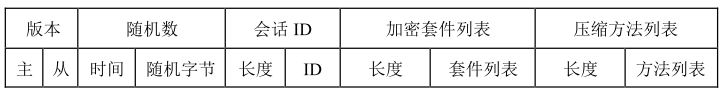 版本 随机数 会话 ID 加密套件列表 压缩方法列表
主 从 时间 随机字节 长度 ID 长度 套件列表 长度 方法列表